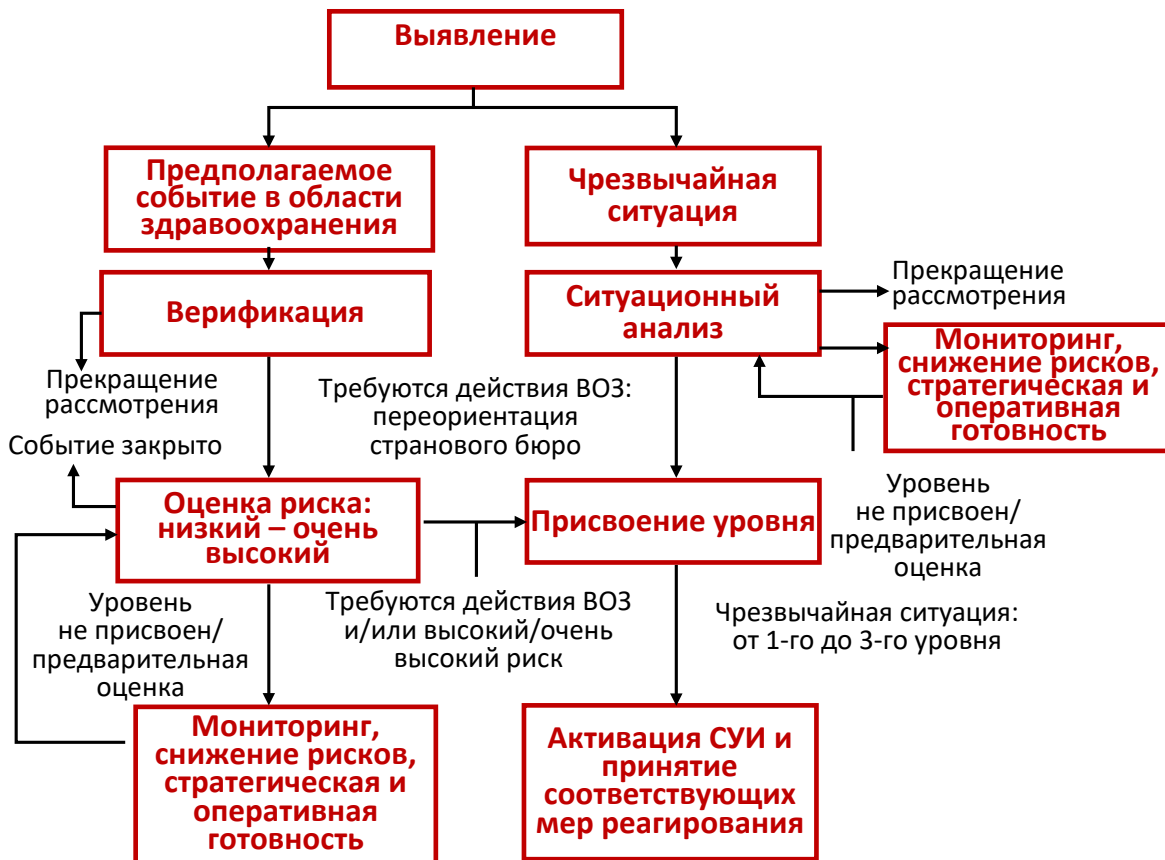 Выявление
Предполагаемое
событие в области
здравоохранения
Чрезвычайная
ситуация
Верификация
Ситуационный
анализ
Прекращение
рассмотрения
Мониторинг,
снижение рисков,
стратегическая и
оперативная
готовность
Прекращение
рассмотрения
Требуются действия ВОЗ:
переориентация
странового бюро
Событие закрыто
Оценка риска:
низкий – очень
высокий
Присвоение уровня
Уровень
не присвоен/
предварительная
оценка
Уровень
не присвоен/
предварительная
оценка
Требуются действия ВОЗ
и/или высокий/очень
высокий риск
Чрезвычайная ситуация:
от 1-го до 3-го уровня
Мониторинг,
снижение рисков,
стратегическая и
оперативная
готовность
Активация СУИ и
принятие
соответствующих
мер реагирования